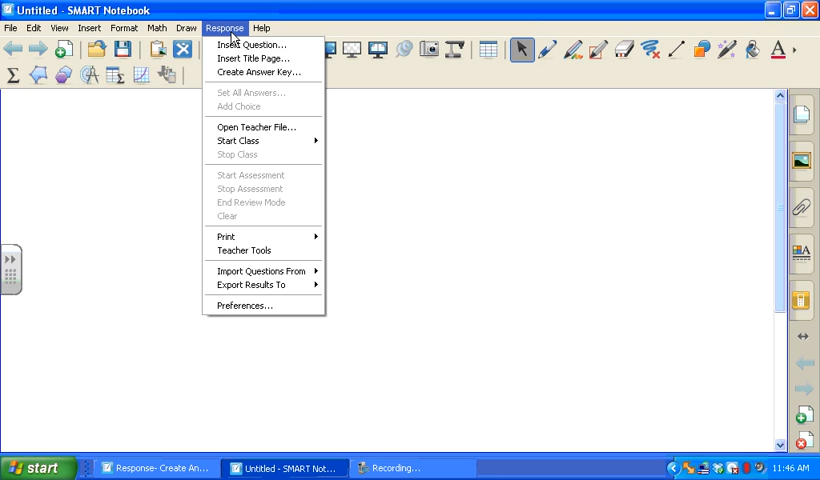 Untitled - SMART Notebook
File Edit View Insert Format Math Draw Response Help
Insert Question...
Insert Title Page...
Create Answer Key...
Set All Answers...
Add Choice
Open Teacher File...
Start Class
Stop Class
Start Assessment
Stop Assessment
End Review Mode
Clear
Print
Teacher Tools
Import Questions From
Export Results To
Preferences...
start Response- Create An... Untitled - SMART Not... Recording... 11:46 AM